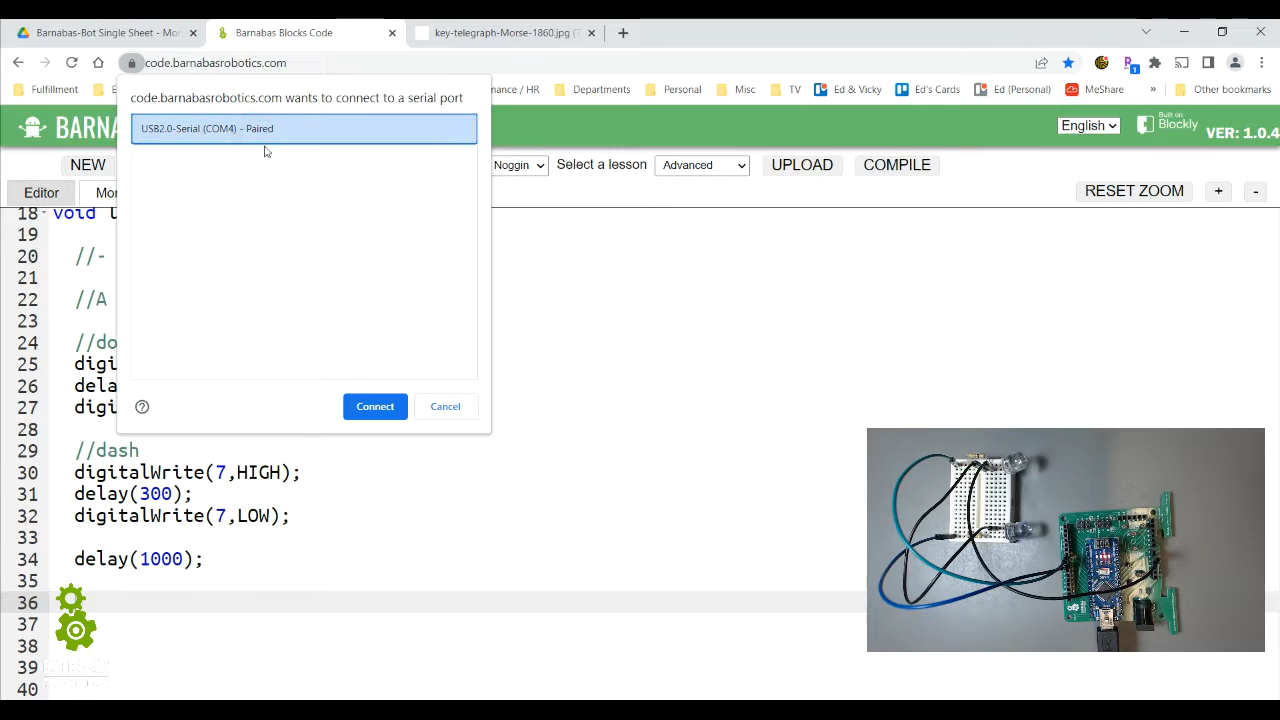 Barnabas-Bot Single Sheet - Mor
Barnabas Blocks Code
key-telegraph-Morse-1860.jpg (T
code.barnabasrobotics.com
Fulfillment
nance / HR
Departments
Personal
Misc
TV
Ed & Vicky
Ed's Cards
Ed (Personal)
MeShare
Other bookmarks
code.barnabasrobotics.com wants to connect to a serial port
USB2.0-Serial (COM4) - Paired
Connect
Cancel
BARN
English
Built on
Blockly
VER: 1.0.4
NEW
Noggin
Select a lesson
Advanced
UPLOAD
COMPILE
Editor
Mor
RESET ZOOM
+
-
18 void
19
20 //-
21
22 //A
23
24 //do
25 digi
26 dela
27 digi
28
29 //dash
30 digitalWrite(7,HIGH);
31 delay(300);
32 digitalWrite(7,LOW);
33
34 delay(1000);
35
36
37
38
39
40